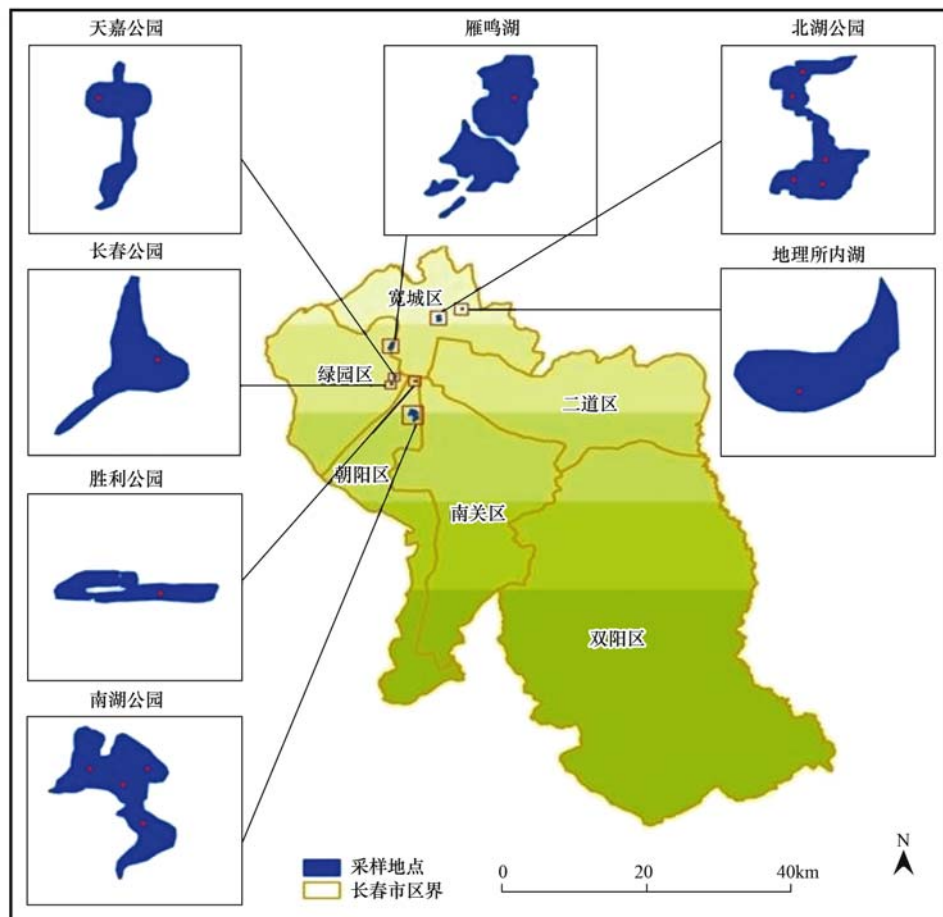 天嘉公园
雁鸣湖
北湖公园
长春公园
地理所内湖
宽城区
绿园区
二道区
胜利公园
朝阳区
南关区
双阳区
南湖公园
采样地点
长春市区界
0 20 40km
N